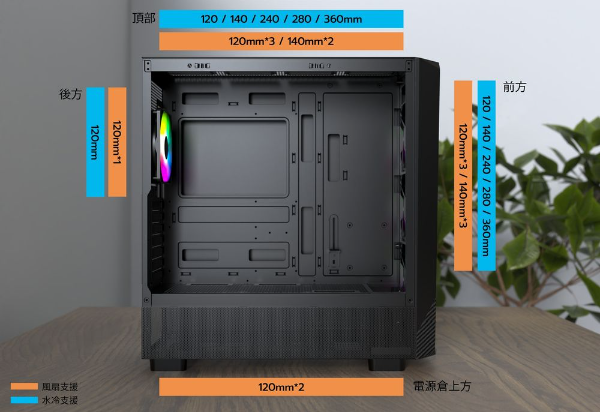 頂部
120 / 140 / 240 / 280 / 360mm
120mm*3 / 140mm*2
後方
120mm
120mm*1
前方
120mm*3 / 140mm*3
120 / 140 / 240 / 280 / 360mm
120mm*2
電源倉上方
風扇支援
水冷支援